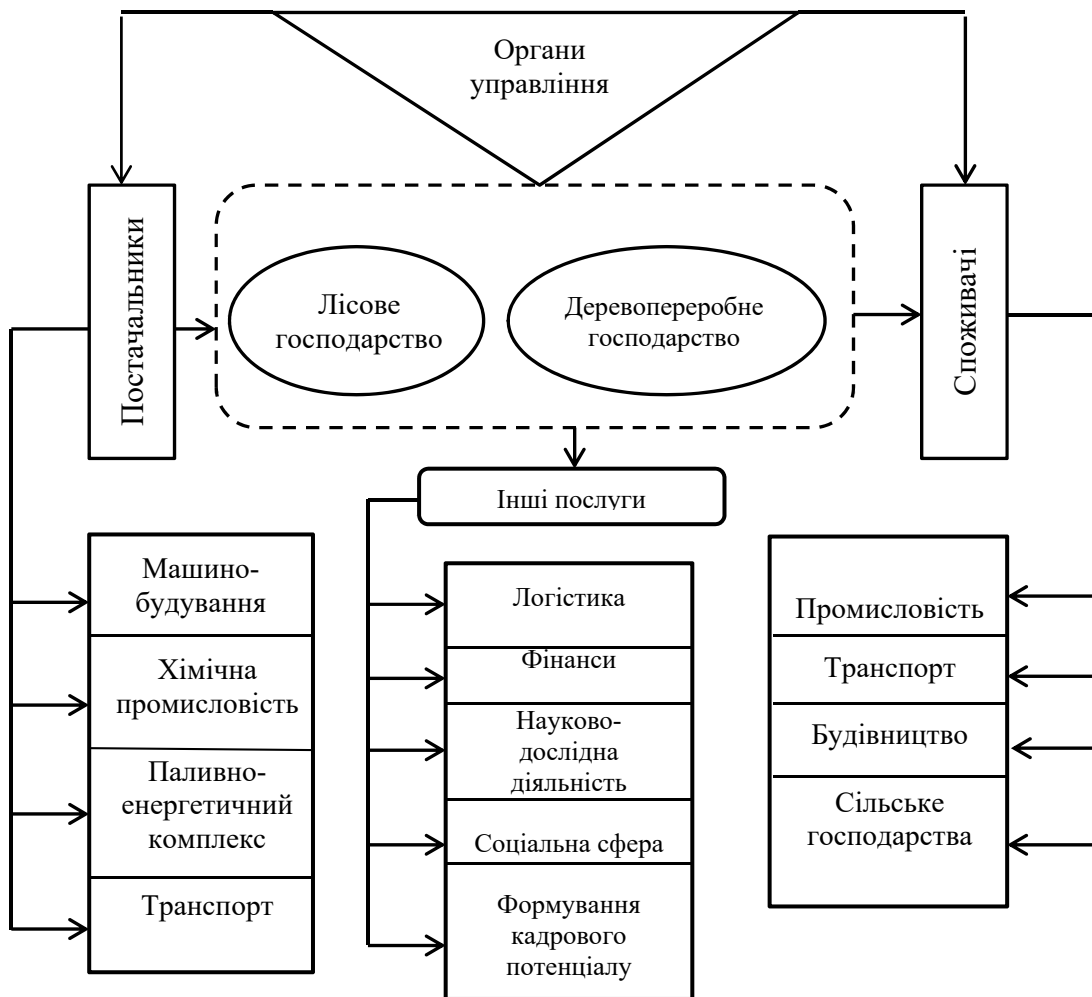 Органи
управління
Постачальники
Лісове
господарство
Деревопереробне
господарство
Споживачі
Інші послуги
Машино-
будування
Хімічна
промисловість
Паливно-
енергетичний
комплекс
Транспорт
Логістика
Фінанси
Науково-
дослідна
діяльність
Соціальна сфера
Формування
кадрового
потенціалу
Промисловість
Транспорт
Будівництво
Сільське
господарства